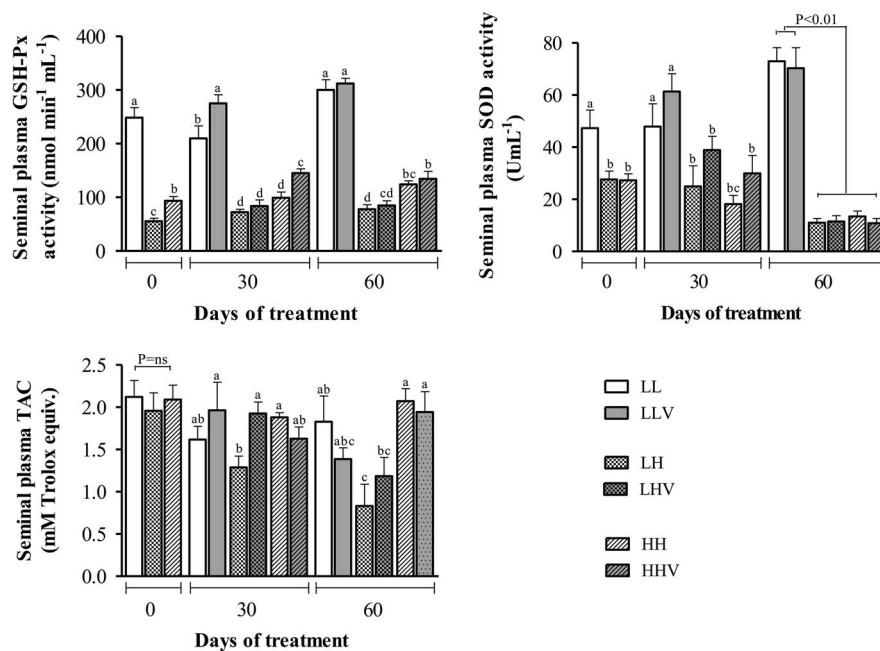 Seminal plasma GSH-Px
activity (nmol min⁻¹ mL⁻¹)
400
300
200
100
0
a
c
b
b
a
d
d
d
c
a
a
d
cd
bc
b
0
30
60
Days of treatment
Seminal plasma SOD activity
(UmL⁻¹)
P<0.01
80
60
40
20
0
a
b
b
a
a
b
b
bc
b
0
30
60
Days of treatment
Seminal plasma TAC
(mM Trolox equiv.)
P=ns
2.5
2.0
1.5
1.0
0.5
0.0
ab
a
b
a
a
ab
ab
abc
c
bc
a
a
0
30
60
Days of treatment
LL
LLV
LH
LHV
HH
HHV